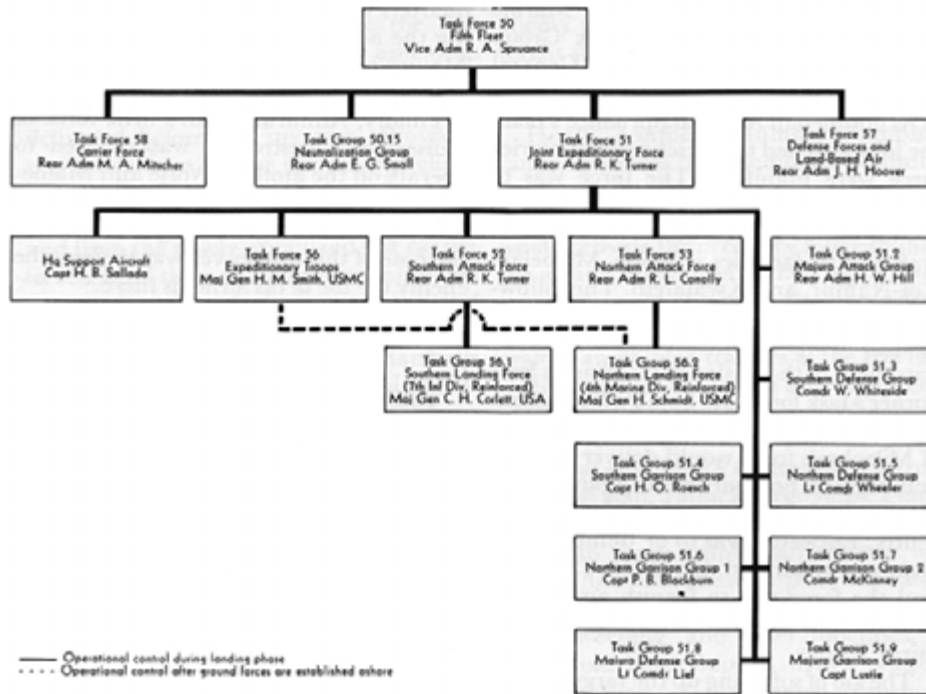 Task Force 50
Fifth Fleet
Vice Adm R. A. Spruance
Task Force 58
Carrier Force
Rear Adm M. A. Mitscher
Task Group 50.15
Neutralization Group
Rear Adm E. G. Small
Task Force 51
Joint Expeditionary Force
Rear Adm R. K. Turner
Task Force 57
Defense Forces and
Land-Based Air
Rear Adm J. H. Hoover
Hq Support Aircraft
Capt H. B. Sallada
Task Force 56
Expeditionary Troops
Maj Gen H. M. Smith, USMC
Task Force 52
Southern Attack Force
Rear Adm R. K. Turner
Task Force 53
Northern Attack Force
Rear Adm R. L. Conolly
Task Group 51.2
Majuro Attack Group
Rear Adm H. W. Hill
Task Group 56.1
Southern Landing Force
(7th Inf Div, Reinforced)
Maj Gen C. H. Corlett, USA
Task Group 56.2
Northern Landing Force
(4th Marine Div, Reinforced)
Maj Gen H. Schmidt, USMC
Task Group 51.3
Southern Defense Group
Comdr W. Whiteside
Task Group 51.4
Southern Garrison Group
Capt H. O. Roesch
Task Group 51.5
Northern Defense Group
Lt Comdr Wheeler
Task Group 51.6
Northern Garrison Group 1
Capt P. B. Blackburn
Task Group 51.7
Northern Garrison Group 2
Comdr McKinney
Task Group 51.8
Majuro Defense Group
Lt Comdr Lief
Task Group 51.9
Majuro Garrison Group
Capt Lustie
Operational control during landing phase
Operational control after ground forces are established ashore